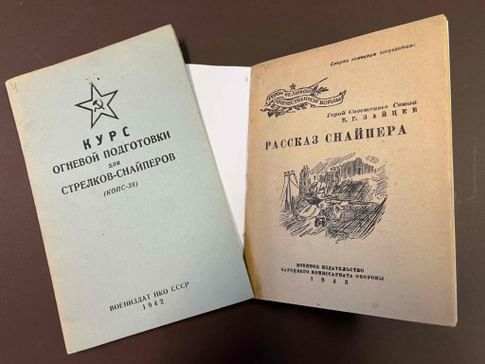 КУРС
ОГНЕВОЙ ПОДГОТОВКИ
для
СТРЕЛКОВ-СНАЙПЕРОВ
(КОПС-38)
ВОЕНИЗДАТ НКО СССР
1942
Смерть немецким оккупантам!
ГЕРОИ ВЕЛИКОЙ
ОТЕЧЕСТВЕННОЙ ВОЙНЫ
Герой Советского Союза
В. Г. ЗАЙЦЕВ
РАССКАЗ СНАЙПЕРА
ВОЕННОЕ ИЗДАТЕЛЬСТВО
НАРОДНОГО КОМИССАРИАТА ОБОРОНЫ
1943